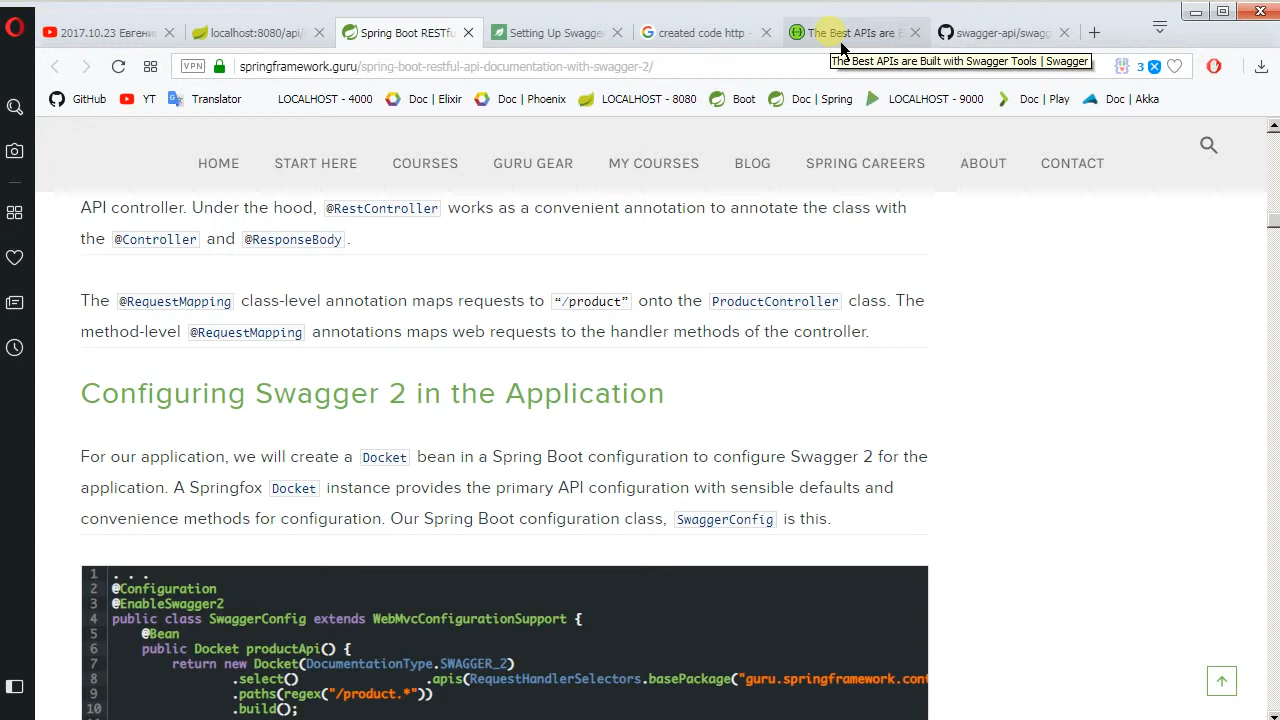 2017.10.23 Евгени
localhost:8080/api/
Spring Boot RESTfu
Setting Up Swagge
created code http -
The Best APIs are E
swagger-api/swagg
VPN
springframework.guru/spring-boot-restful-api-documentation-with-swagger-2/
The Best APIs are Built with Swagger Tools | Swagger
3
GitHub
YT
Translator
LOCALHOST - 4000
Doc | Elixir
Doc | Phoenix
LOCALHOST - 8080
Boot
Doc | Spring
LOCALHOST - 9000
Doc | Play
Doc | Akka
HOME
START HERE
COURSES
GURU GEAR
MY COURSES
BLOG
SPRING CAREERS
ABOUT
CONTACT
API controller. Under the hood, @RestController works as a convenient annotation to annotate the class with
the @Controller and @ResponseBody .
The @RequestMapping class-level annotation maps requests to “/product” onto the ProductController class. The
method-level @RequestMapping annotations maps web requests to the handler methods of the controller.
Configuring Swagger 2 in the Application
For our application, we will create a Docket bean in a Spring Boot configuration to configure Swagger 2 for the
application. A Springfox Docket instance provides the primary API configuration with sensible defaults and
convenience methods for configuration. Our Spring Boot configuration class, SwaggerConfig is this.
1 . . .
2 @Configuration
3 @EnableSwagger2
4 public class SwaggerConfig extends WebMvcConfigurationSupport {
5 @Bean
6 public Docket productApi() {
7 return new Docket(DocumentationType.SWAGGER_2)
8 .select() .apis(RequestHandlerSelectors.basePackage("guru.springframework.cont
9 .paths(regex("/product.*"))
10 .build();